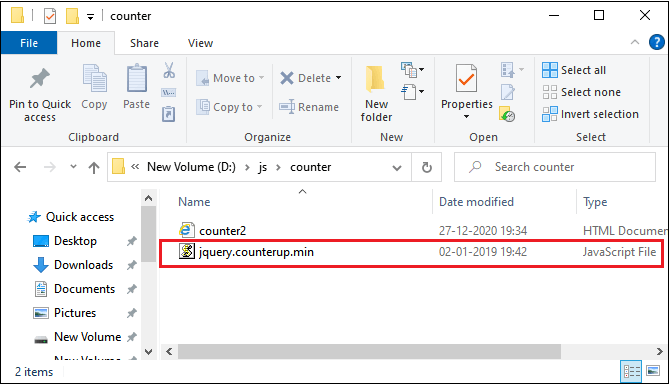 counter
File Home Share View
Pin to Quick access
Copy
Paste
Clipboard
Move to
Copy to
Delete
Rename
Organize
New folder
New
Properties
Open
Select all
Select none
Invert selection
Select
« New Volume (D:) › js › counter
Search counter
Name Date modified Type
Quick access
Desktop
Downloads
Documents
Pictures
New Volume
counter2 27-12-2020 19:34 HTML Documen
jquery.counterup.min 02-01-2019 19:42 JavaScript File
2 items